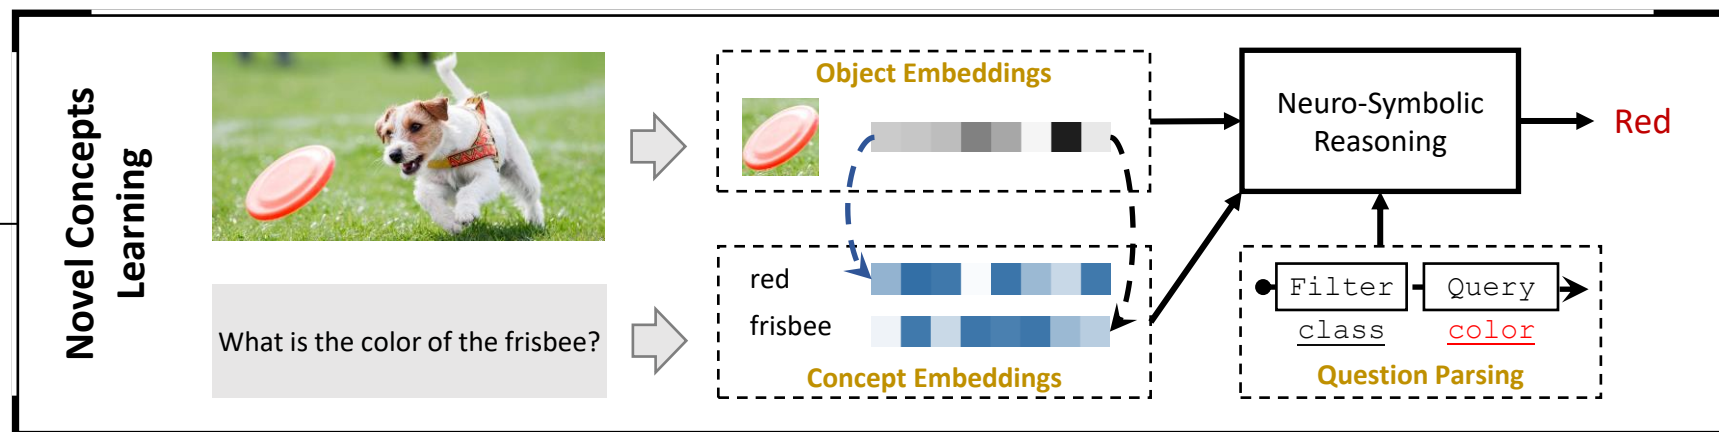 Novel Concepts
Learning
What is the color of the frisbee?
Object Embeddings
red
frisbee
Concept Embeddings
Neuro-Symbolic
Reasoning
Red
Filter
Query
class
color
Question Parsing